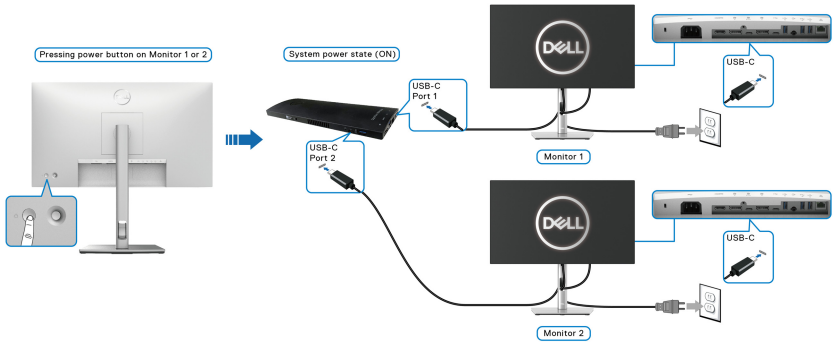 Pressing power button on Monitor 1 or 2
System power state (ON)
USB-C
Port 1
DELL
USB-C
Monitor 1
USB-C
Port 2
DELL
USB-C
Monitor 2